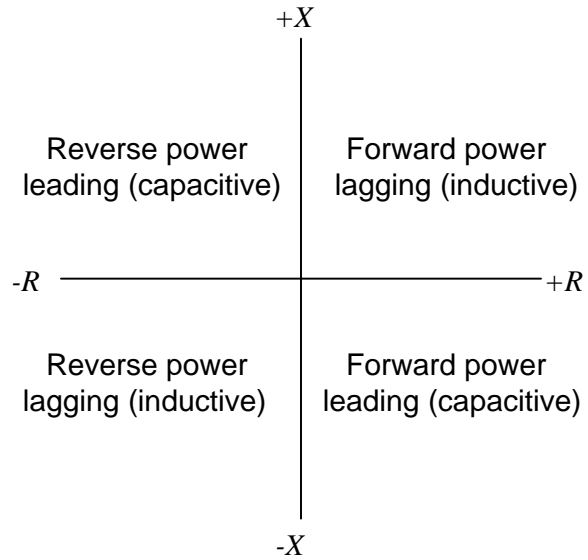 +X
Reverse power
leading (capacitive)
Forward power
lagging (inductive)
-R
+R
Reverse power
lagging (inductive)
Forward power
leading (capacitive)
-X